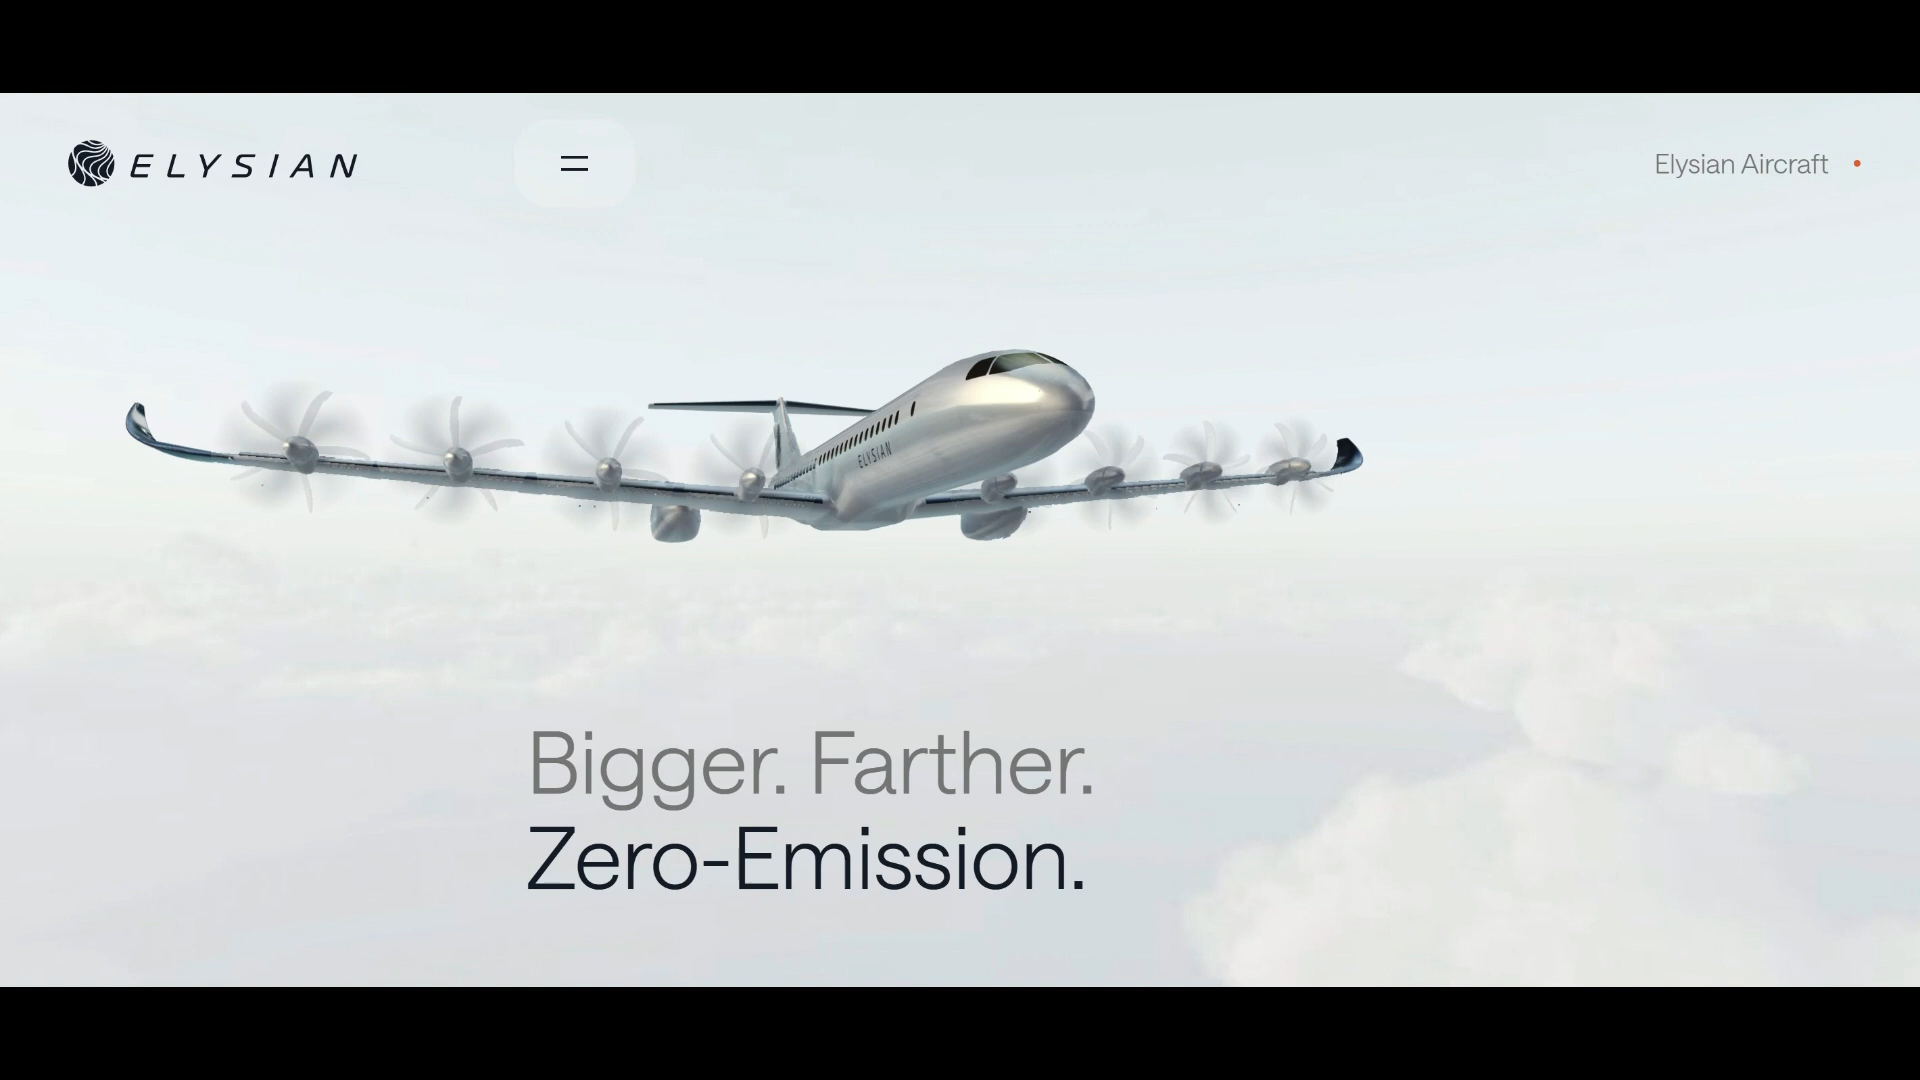 ELYSIAN
Elysian Aircraft
ELYSIAN
Bigger. Farther.
Zero-Emission.